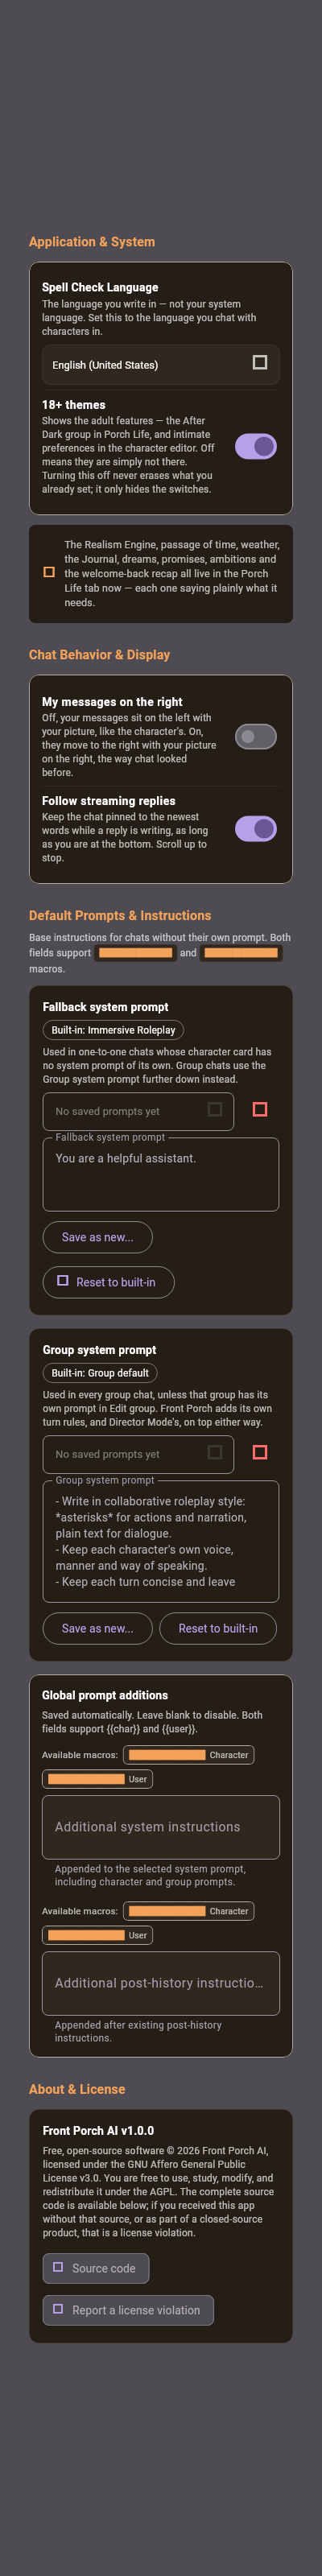 Application & System
Spell Check Language
The language you write in — not your system
language. Set this to the language you chat with
characters in.
English (United States)
18+ themes
Shows the adult features — the After
Dark group in Porch Life, and intimate
preferences in the character editor. Off
means they are simply not there.
Turning this off never erases what you
already set; it only hides the switches.
The Realism Engine, passage of time, weather,
the Journal, dreams, promises, ambitions and
the welcome-back recap all live in the Porch
Life tab now — each one saying plainly what it
needs.
Chat Behavior & Display
My messages on the right
Off, your messages sit on the left with
your picture, like the character's. On,
they move to the right with your picture
on the right, the way chat looked
before.
Follow streaming replies
Keep the chat pinned to the newest
words while a reply is writing, as long
as you are at the bottom. Scroll up to
stop.
Default Prompts & Instructions
Base instructions for chats without their own prompt. Both
fields support and
macros.
Fallback system prompt
Built-in: Immersive Roleplay
Used in one-to-one chats whose character card has
no system prompt of its own. Group chats use the
Group system prompt further down instead.
No saved prompts yet
Fallback system prompt
You are a helpful assistant.
Save as new...
Reset to built-in
Group system prompt
Built-in: Group default
Used in every group chat, unless that group has its
own prompt in Edit group. Front Porch AI adds its own
turn rules, and Director Mode's, on top either way.
No saved prompts yet
Group system prompt
- Write in collaborative roleplay style:
*asterisks* for actions and narration,
plain text for dialogue.
- Keep each character's own voice,
manner and way of speaking.
- Keep each turn concise and leave
Save as new... Reset to built-in
Global prompt additions
Saved automatically. Leave blank to disable. Both
fields support {{char}} and {{user}}.
Available macros: Character
User
Additional system instructions
Appended to the selected system prompt,
including character and group prompts.
Available macros: Character
User
Additional post-history instructio...
Appended after existing post-history
instructions.
About & License
Front Porch AI v1.0.0
Free, open-source software © 2026 Front Porch AI,
licensed under the GNU Affero General Public
License v3.0. You are free to use, study, modify, and
redistribute it under the AGPL. The complete source
code is available below; if you received this app
without that source, or as part of a closed-source
product, that is a license violation.
Source code
Report a license violation